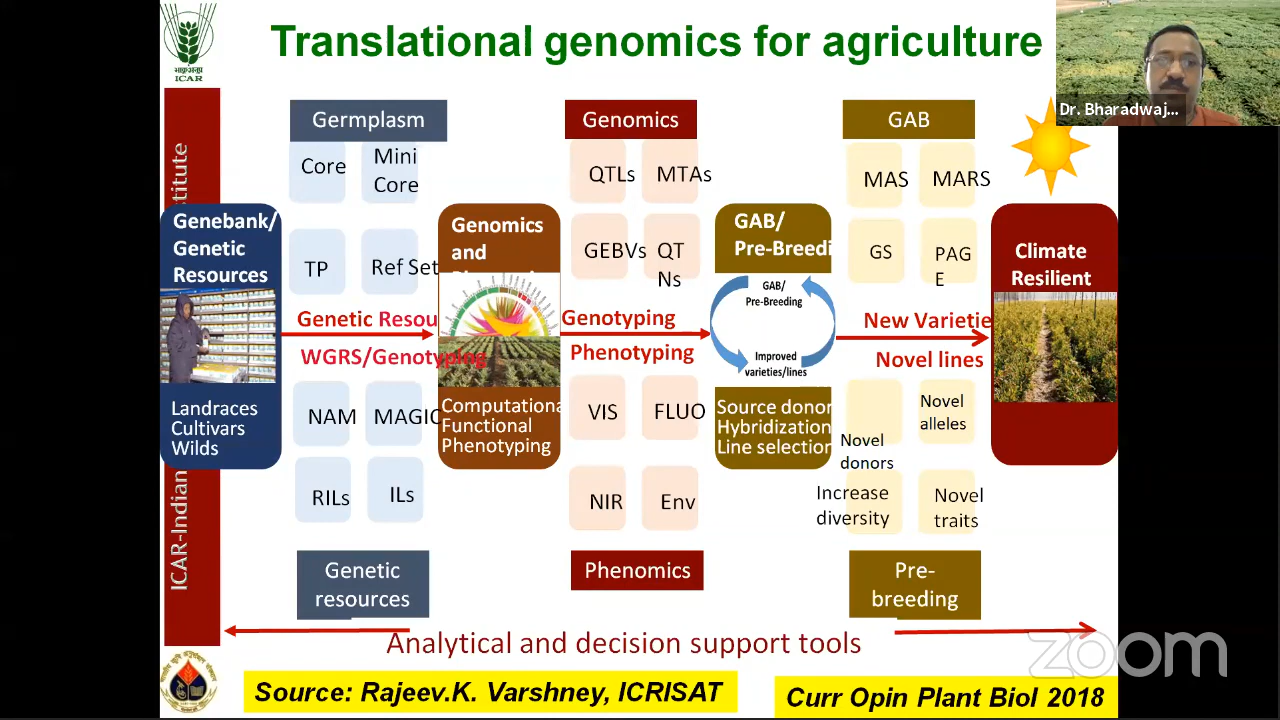 Translational genomics for agriculture
ICAR
Dr. Bharadwaj...
Germplasm
Genomics
GAB
Core
Mini
Core
QTLs
MTAs
MAS
MARS
Genebank/
Genetic
Resources
TP
Ref Set
Genomics
and
GEBVs
QT
Ns
GAB/
Pre-Breedi
GS
PAG
E
Climate
Resilient
GAB/
Pre-Breeding
Genetic Resou
Genotyping
New Varietie
WGRS/Genotyping
Phenotyping
Improved
varieties/lines
Novel lines
Landraces
Cultivars
Wilds
NAM
MAGIC
Computationa
Functional
Phenotyping
VIS
FLUO
Source donor
Hybridization
Line selection
Novel
alleles
Novel
donors
RILs
ILs
NIR
Env
Increase
diversity
Novel
traits
ICAR-Indian
titute
Genetic
resources
Phenomics
Pre-
breeding
Analytical and decision support tools
zoom
Source: Rajeev.K. Varshney, ICRISAT
Curr Opin Plant Biol 2018